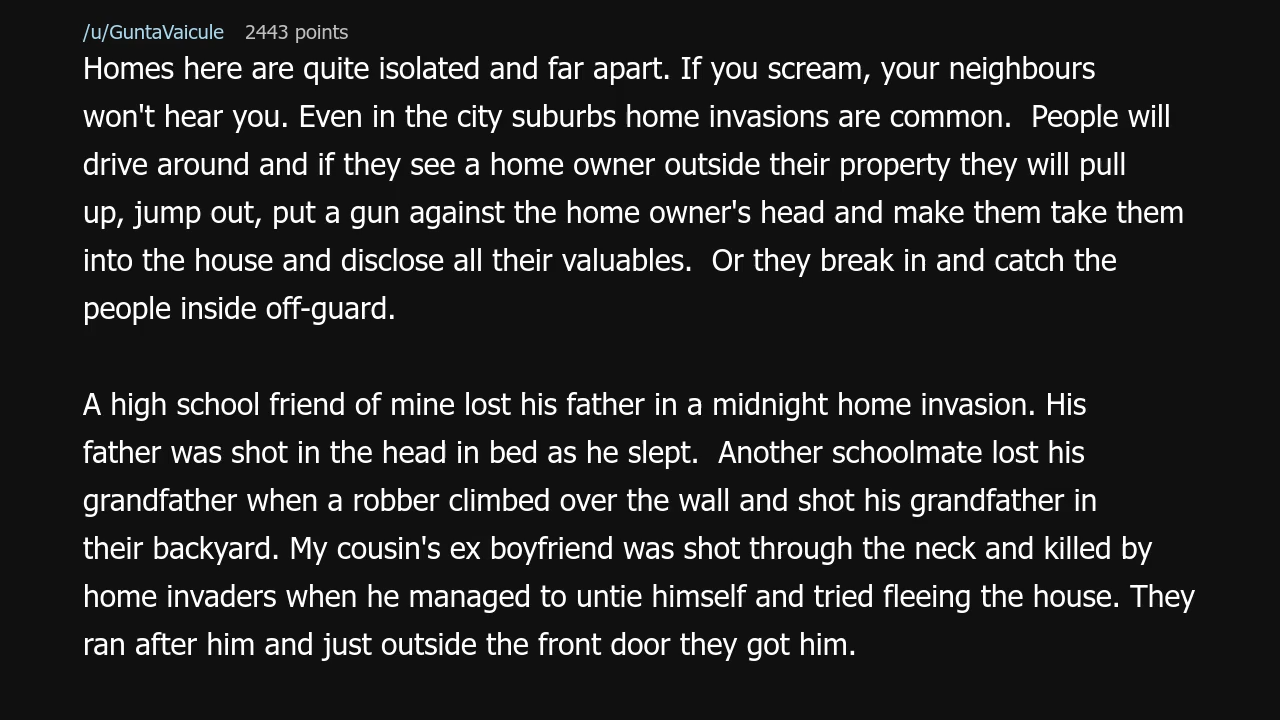 /u/GuntaVaicule 2443 points
Homes here are quite isolated and far apart. If you scream, your neighbours
won't hear you. Even in the city suburbs home invasions are common.  People will
drive around and if they see a home owner outside their property they will pull
up, jump out, put a gun against the home owner's head and make them take them
into the house and disclose all their valuables.  Or they break in and catch the
people inside off-guard.
A high school friend of mine lost his father in a midnight home invasion. His
father was shot in the head in bed as he slept.  Another schoolmate lost his
grandfather when a robber climbed over the wall and shot his grandfather in
their backyard. My cousin's ex boyfriend was shot through the neck and killed by
home invaders when he managed to untie himself and tried fleeing the house. They
ran after him and just outside the front door they got him.